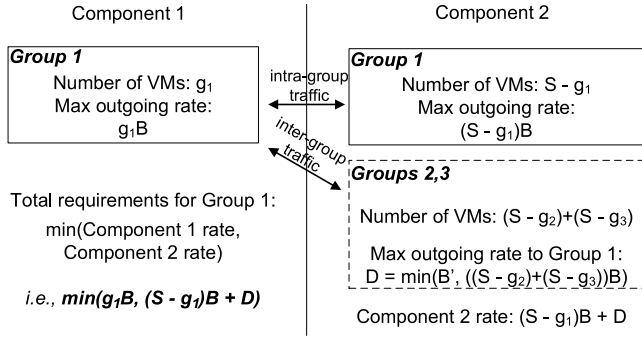 Component 1
Group 1
Number of VMs: g₁
Max outgoing rate:
g₁B
Total requirements for Group 1:
min(Component 1 rate,
Component 2 rate)
i.e., min(g₁B, (S - g₁)B + D)
intra-group
traffic
inter-group
traffic
Component 2
Group 1
Number of VMs: S - g₁
Max outgoing rate:
(S - g₁)B
Groups 2,3
Number of VMs: (S - g₂)+(S - g₃)
Max outgoing rate to Group 1:
D = min(B', ((S - g₂)+(S - g₃))B)
Component 2 rate: (S - g₁)B + D